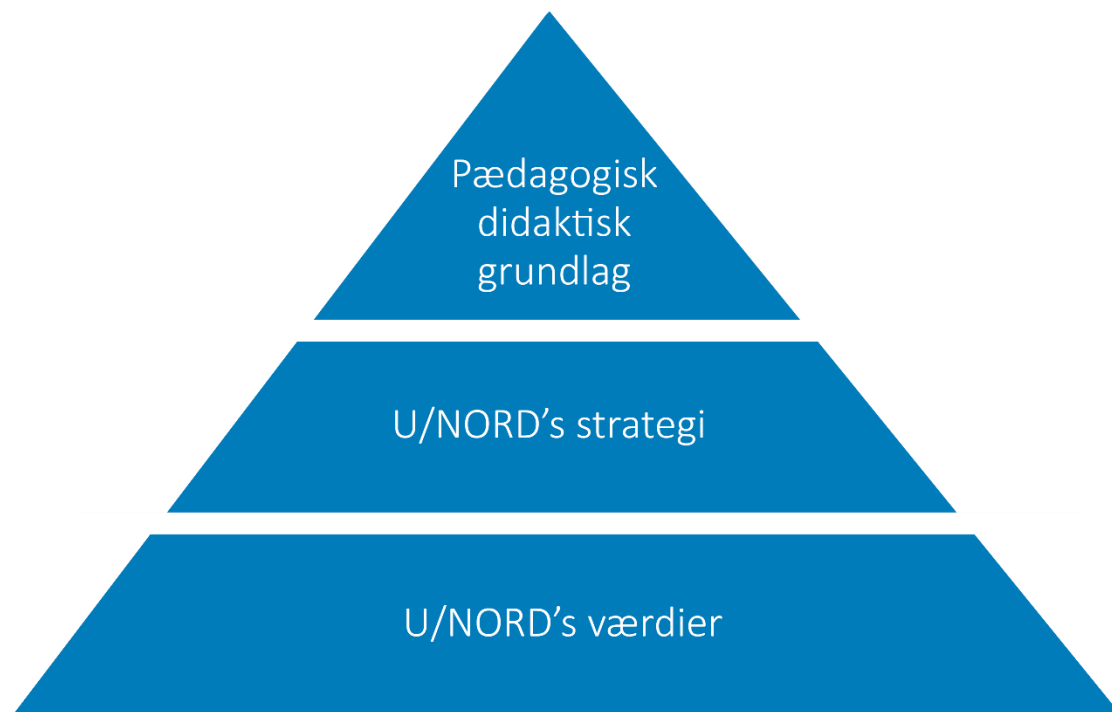 Pædagogisk
didaktisk
grundlag
U/NORD’s strategi
U/NORD’s værdier